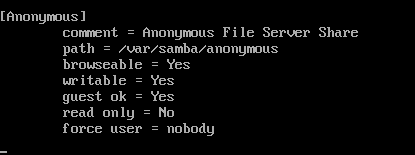 [Anonymous]
comment = Anonymous File Server Share
path = /var/samba/anonymous
browseable = Yes
writable = Yes
guest ok = Yes
read only = No
force user = nobody